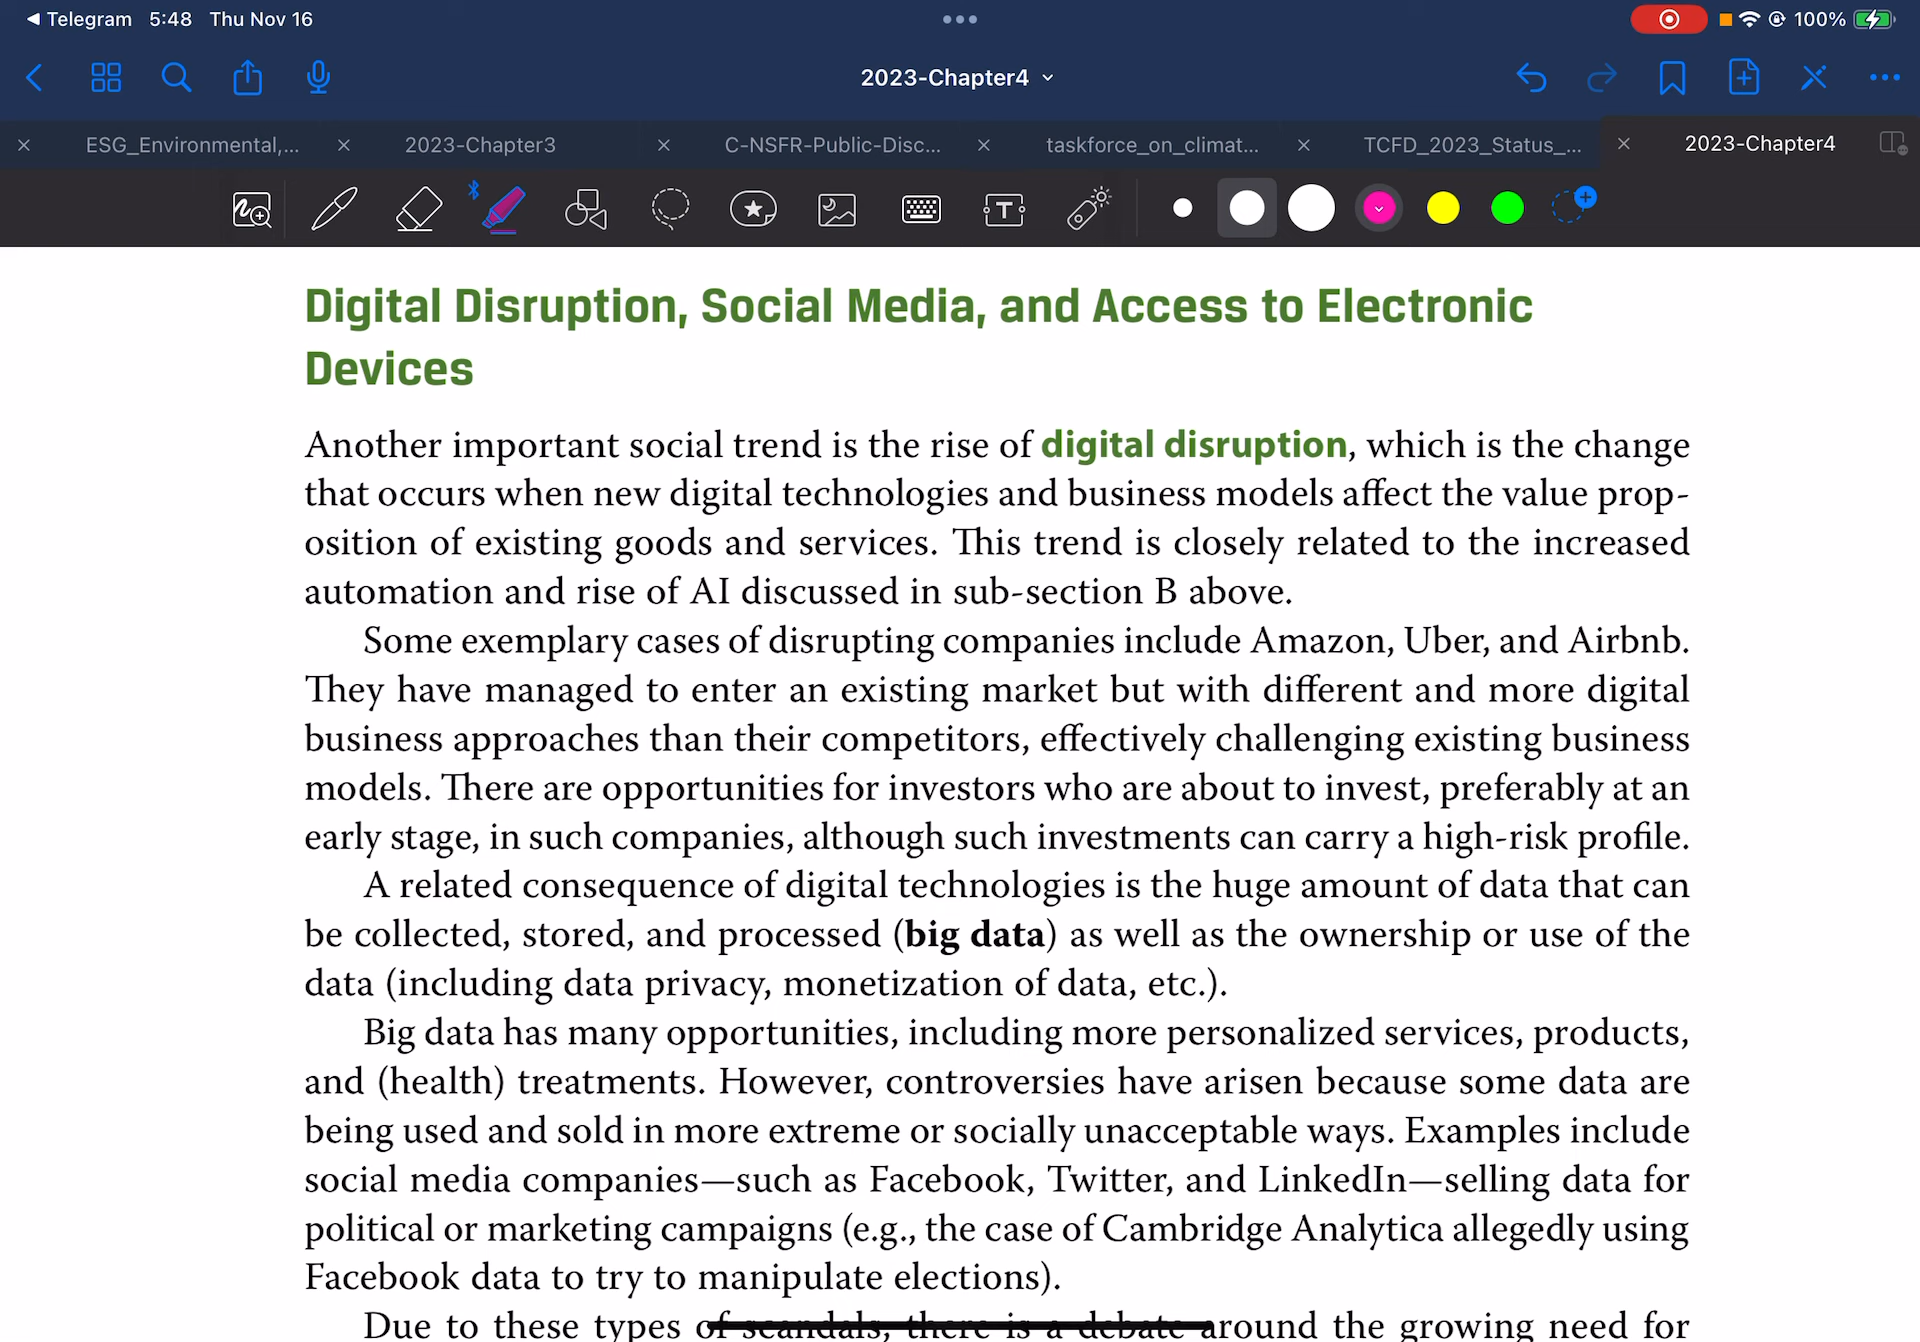 Telegram 5:48 Thu Nov 16
100%
2023-Chapter4
ESG_Environmental,...
2023-Chapter3
C-NSFR-Public-Disc...
taskforce_on_climat...
TCFD_2023_Status_...
2023-Chapter4
Digital Disruption, Social Media, and Access to Electronic
Devices
Another important social trend is the rise of digital disruption, which is the change
that occurs when new digital technologies and business models affect the value prop-
osition of existing goods and services. This trend is closely related to the increased
automation and rise of AI discussed in sub-section B above.
Some exemplary cases of disrupting companies include Amazon, Uber, and Airbnb.
They have managed to enter an existing market but with different and more digital
business approaches than their competitors, effectively challenging existing business
models. There are opportunities for investors who are about to invest, preferably at an
early stage, in such companies, although such investments can carry a high-risk profile.
A related consequence of digital technologies is the huge amount of data that can
be collected, stored, and processed (big data) as well as the ownership or use of the
data (including data privacy, monetization of data, etc.).
Big data has many opportunities, including more personalized services, products,
and (health) treatments. However, controversies have arisen because some data are
being used and sold in more extreme or socially unacceptable ways. Examples include
social media companies—such as Facebook, Twitter, and LinkedIn—selling data for
political or marketing campaigns (e.g., the case of Cambridge Analytica allegedly using
Facebook data to try to manipulate elections).
Due to these types of scandals, there is a debate around the growing need for